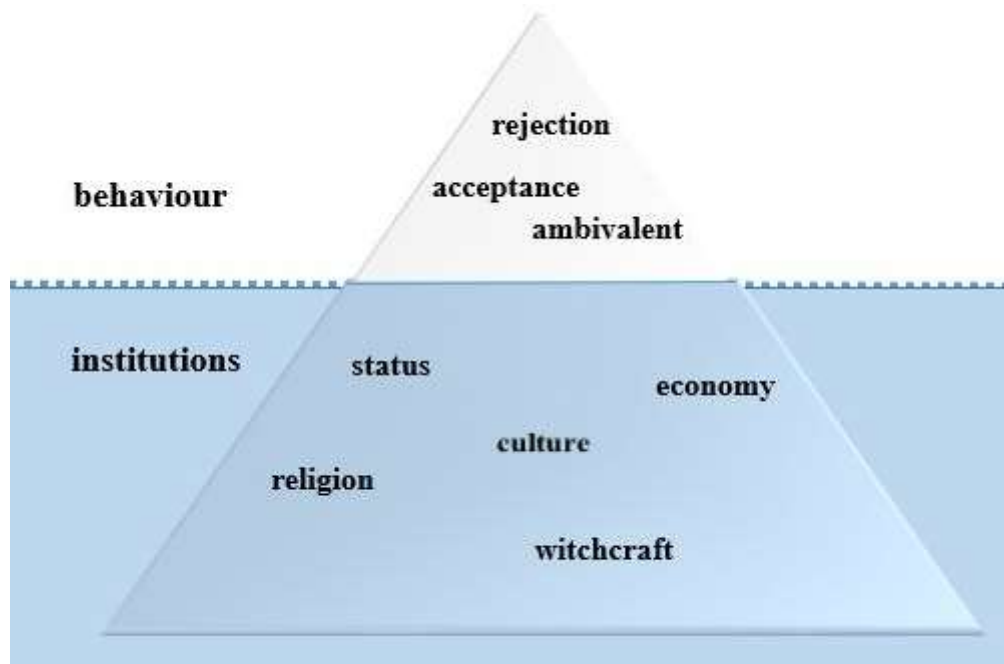 rejection
acceptance
behaviour
ambivalent
institutions
status
economy
culture
religion
witchcraft